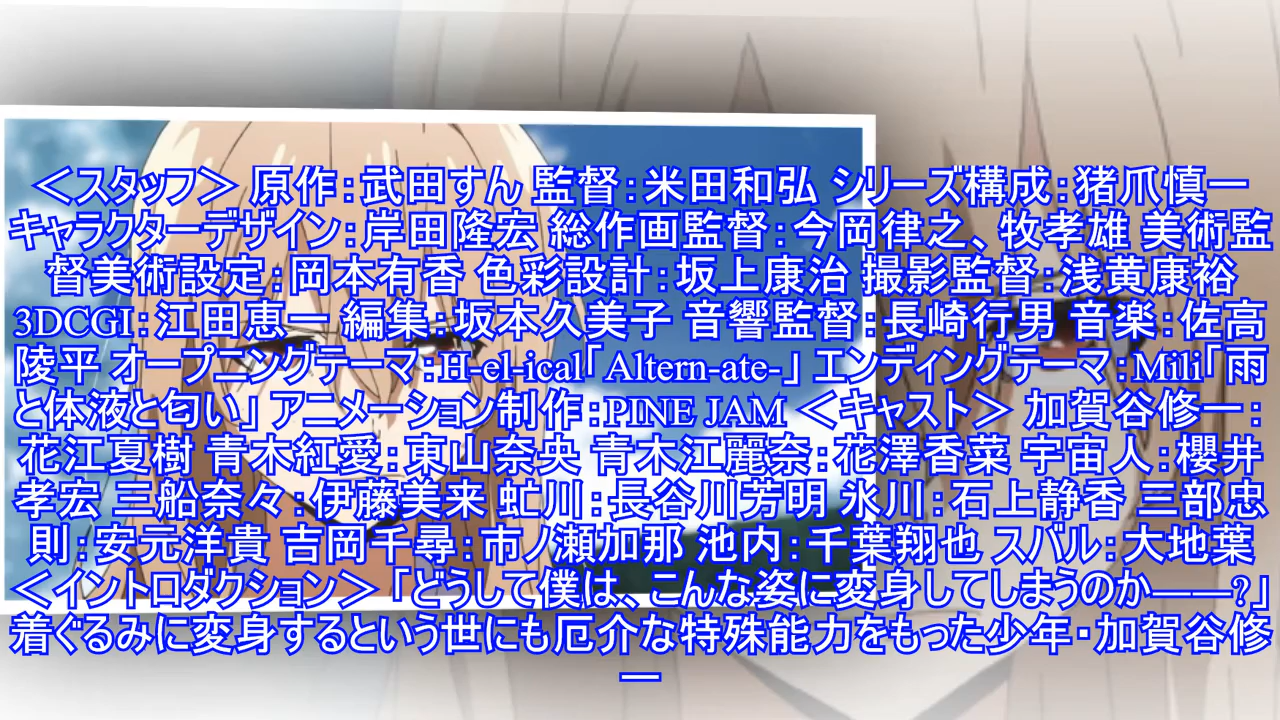 ＜スタッフ＞ 原作：武田すん 監督：米田和弘 シリーズ構成：猪爪慎一
キャラクターデザイン：岸田隆宏 総作画監督：今岡律之、牧孝雄 美術監
督美術設定：岡本有香 色彩設計：坂上康治 撮影監督：浅黄康裕
3DCGI：江田恵一 編集：坂本久美子 音響監督：長崎行男 音楽：佐高
陵平 オープニングテーマ：H-el-ical「Altern-ate-」 エンディングテーマ：Mili「雨
と体液と匂い」 アニメーション制作：PINE JAM ＜キャスト＞ 加賀谷修一：
花江夏樹 青木紅愛：東山奈央 青木江麗奈：花澤香菜 宇宙人：櫻井
孝宏 三船奈々：伊藤美来 虻川：長谷川芳明 氷川：石上静香 三部忠
則：安元洋貴 吉岡千尋：市ノ瀬加那 池内：千葉翔也 スバル：大地葉
＜イントロダクション＞ 「どうして僕は、こんな姿に変身してしまうのか――?」
着ぐるみに変身するという世にも厄介な特殊能力をもった少年・加賀谷修
一